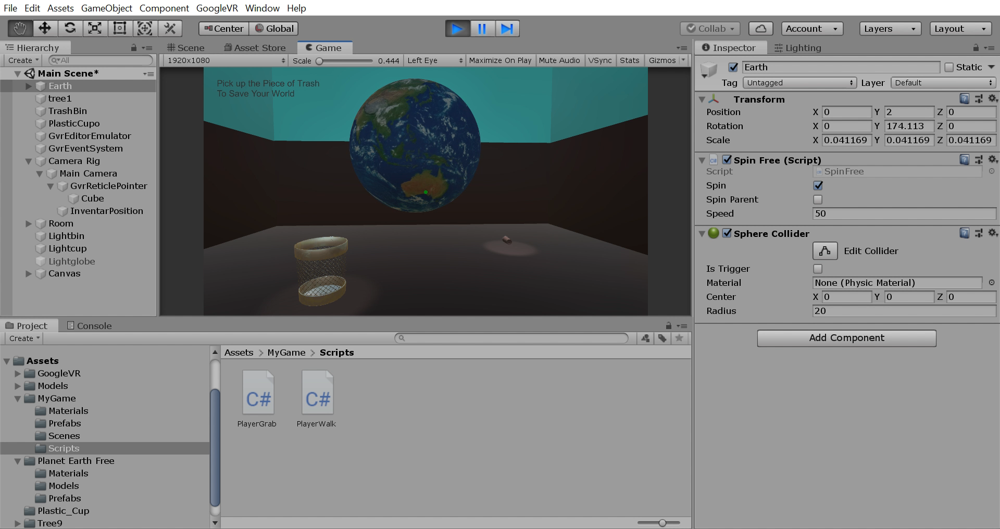 File Edit Assets GameObject Component GoogleVR Window Help
Center Global
Collab Account Layers Layout
Hierarchy
Create All
Main Scene*
Earth
tree1
TrashBin
PlasticCupo
GvrEditorEmulator
GvrEventSystem
Camera Rig
Main Camera
GvrReticlePointer
Cube
InventarPosition
Room
Lightbin
Lightcup
Lightglobe
Canvas
Scene Asset Store Game
1920x1080 Scale 0.444 Left Eye Maximize On Play Mute Audio VSync Stats Gizmos
Pick up the Piece of Trash
To Save Your World
Inspector Lighting
Earth Static
Tag Untagged Layer Default
Transform
Position X 0 Y 2 Z 0
Rotation X 0 Y 174.113 Z 0
Scale X 0.041169 Y 0.041169 Z 0.041169
C# Spin Free (Script)
Script SpinFree
Spin
Spin Parent
Speed 50
Sphere Collider
Edit Collider
Is Trigger
Material None (Physic Material)
Center X 0 Y 0 Z 0
Radius 20
Add Component
Project Console
Create
Assets
GoogleVR
Models
MyGame
Materials
Prefabs
Scenes
Scripts
Planet Earth Free
Materials
Models
Prefabs
Plastic_Cup
Tree9
Assets > MyGame > Scripts
C# C#
PlayerGrab PlayerWalk